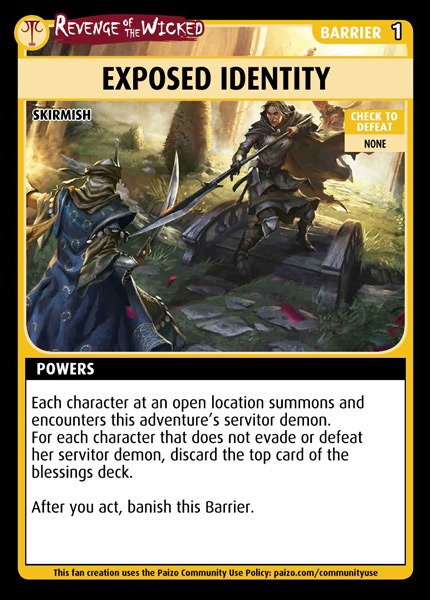 REVENGE OF THE WICKED
BARRIER 1
EXPOSED IDENTITY
SKIRMISH
CHECK TO
DEFEAT
NONE
POWERS
Each character at an open location summons and
encounters this adventure's servitor demon.
For each character that does not evade or defeat
her servitor demon, discard the top card of the
blessings deck.
After you act, banish this Barrier.
This fan creation uses the Paizo Community Use Policy: paizo.com/communityuse